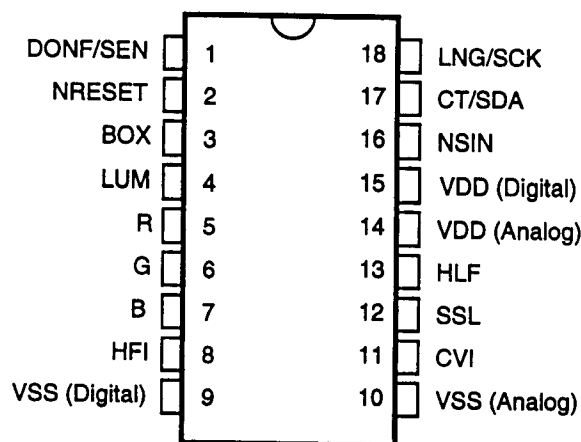 DONF/SEN 1 18 LNG/SCK
NRESET 2 17 CT/SDA
BOX 3 16 NSIN
LUM 4 15 VDD (Digital)
R 5 14 VDD (Analog)
G 6 13 HLF
B 7 12 SSL
HFI 8 11 CVI
VSS (Digital) 9 10 VSS (Analog)